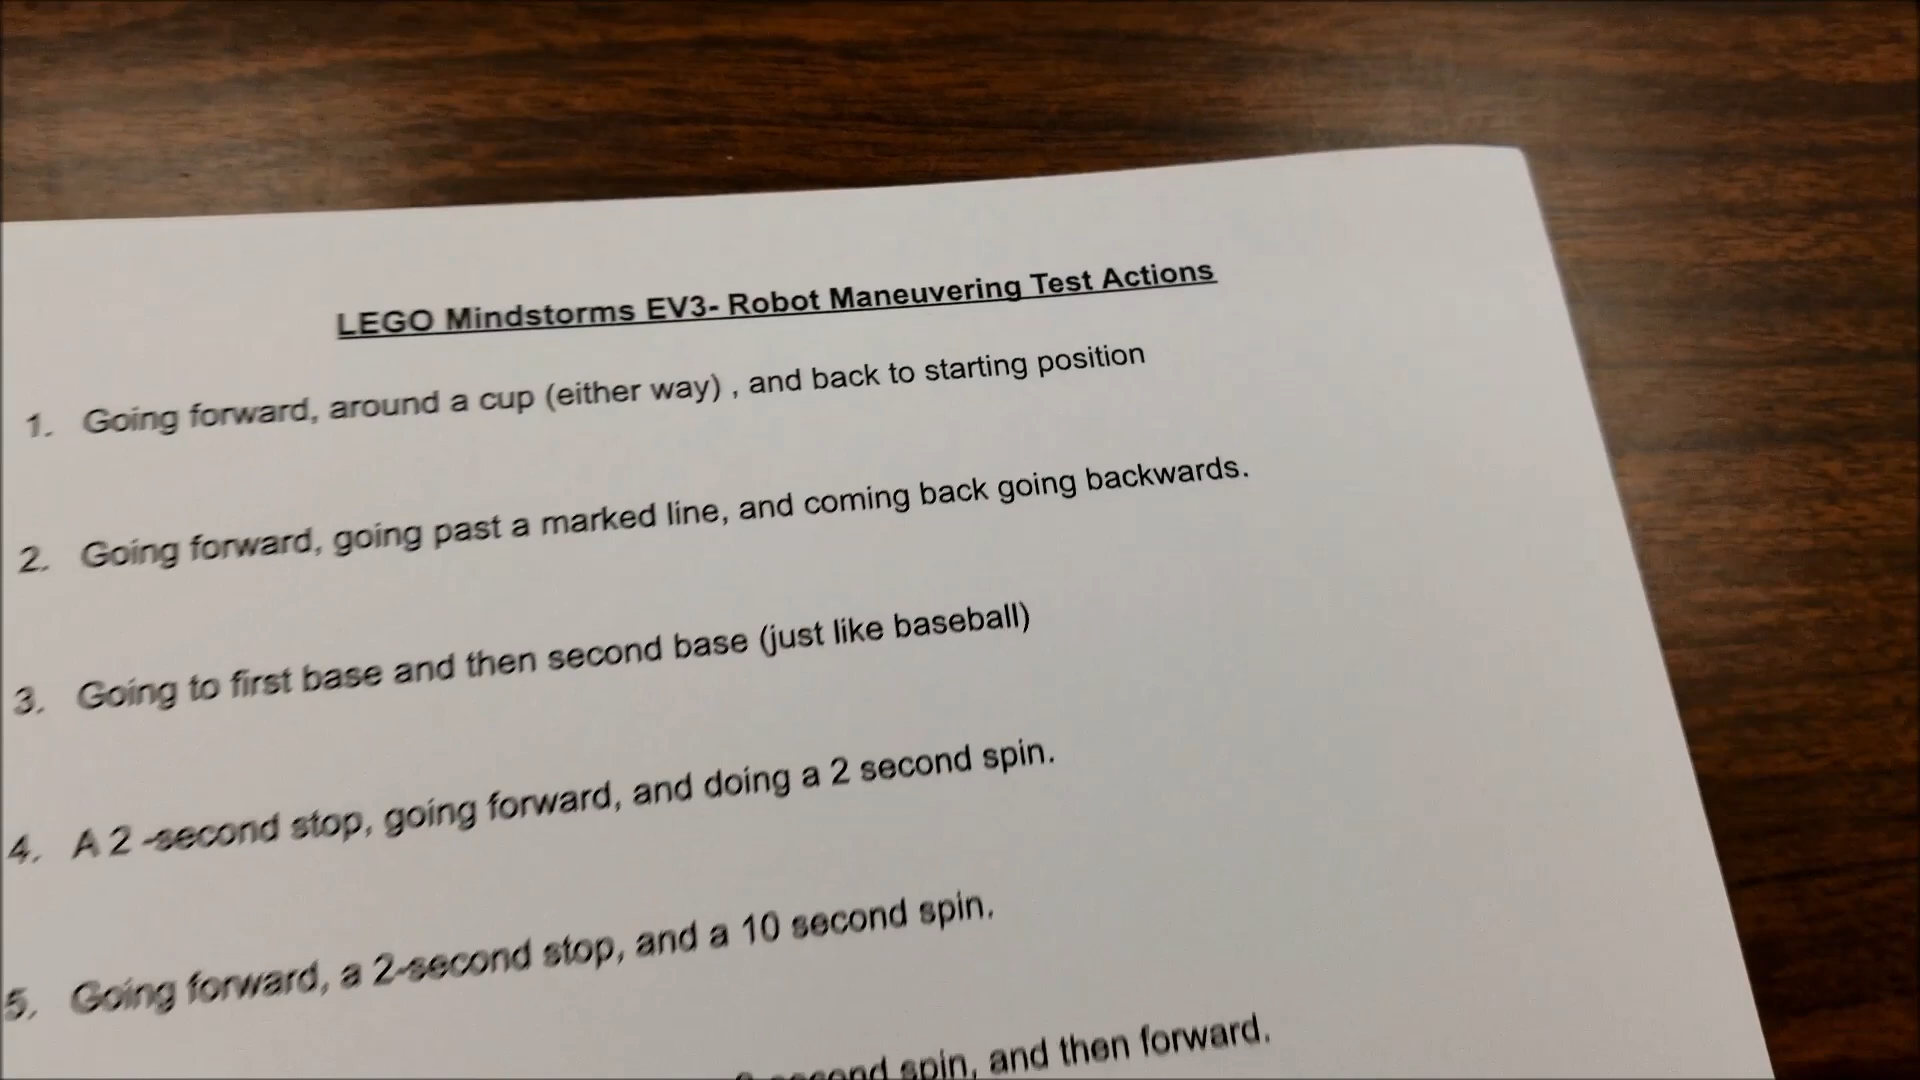 LEGO Mindstorms EV3- Robot Maneuvering Test Actions
1. Going forward, around a cup (either way) , and back to starting position
2. Going forward, going past a marked line, and coming back going backwards.
3. Going to first base and then second base (just like baseball)
4. A 2 -second stop, going forward, and doing a 2 second spin.
5. Going forward, a 2-second stop, and a 10 second spin.
second spin, and then forward.